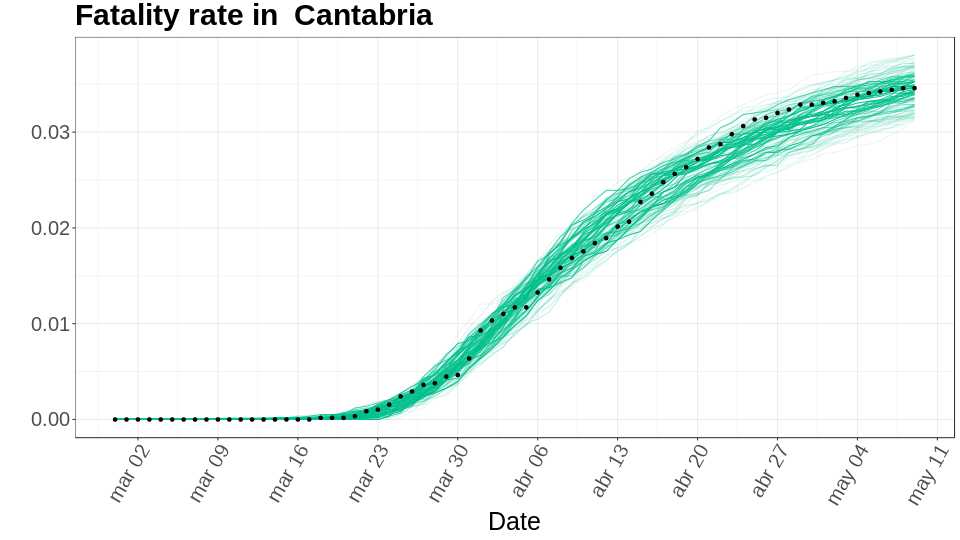 Fatality rate in  Cantabria
0.03
0.02
0.01
0.00
mar 02
mar 09
mar 16
mar 23
mar 30
abr 06
abr 13
abr 20
abr 27
may 04
may 11
Date